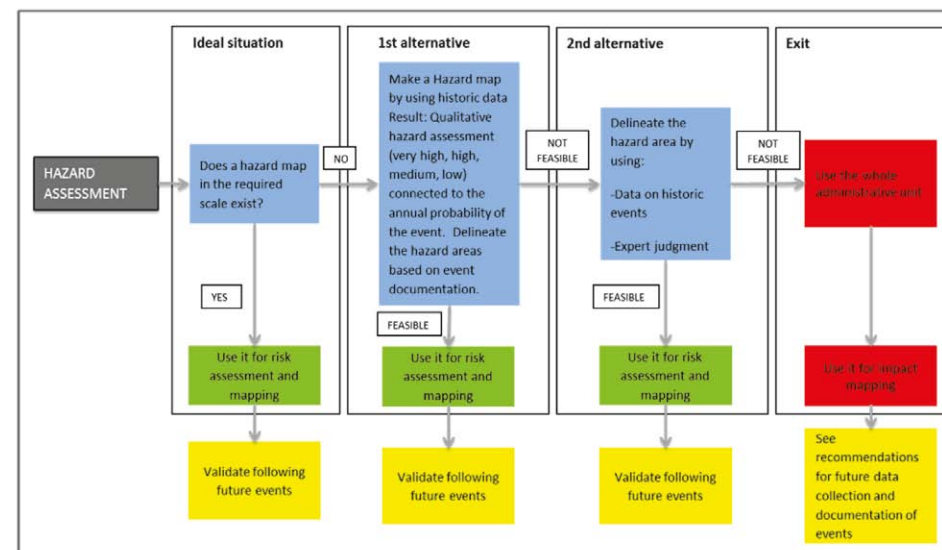 Ideal situation
1st alternative
2nd alternative
Exit
HAZARD
ASSESSMENT
Does a hazard map
in the required
scale exist?
NO
Make a Hazard map
by using historic data
Result: Qualitative
hazard assessment
(very high, high,
medium, low)
connected to the
annual probability of
the event. Delineate
the hazard areas
based on event
documentation.
NOT
FEASIBLE
Delineate the
hazard area by
using:
-Data on historic
events
-Expert judgment
NOT
FEASIBLE
Use the whole
administrative unit
YES
FEASIBLE
FEASIBLE
Use it for risk
assessment and
mapping
Use it for risk
assessment and
mapping
Use it for risk
assessment and
mapping
Use it for impact
mapping
Validate following
future events
Validate following
future events
Validate following
future events
See
recommendations
for future data
collection and
documentation of
events